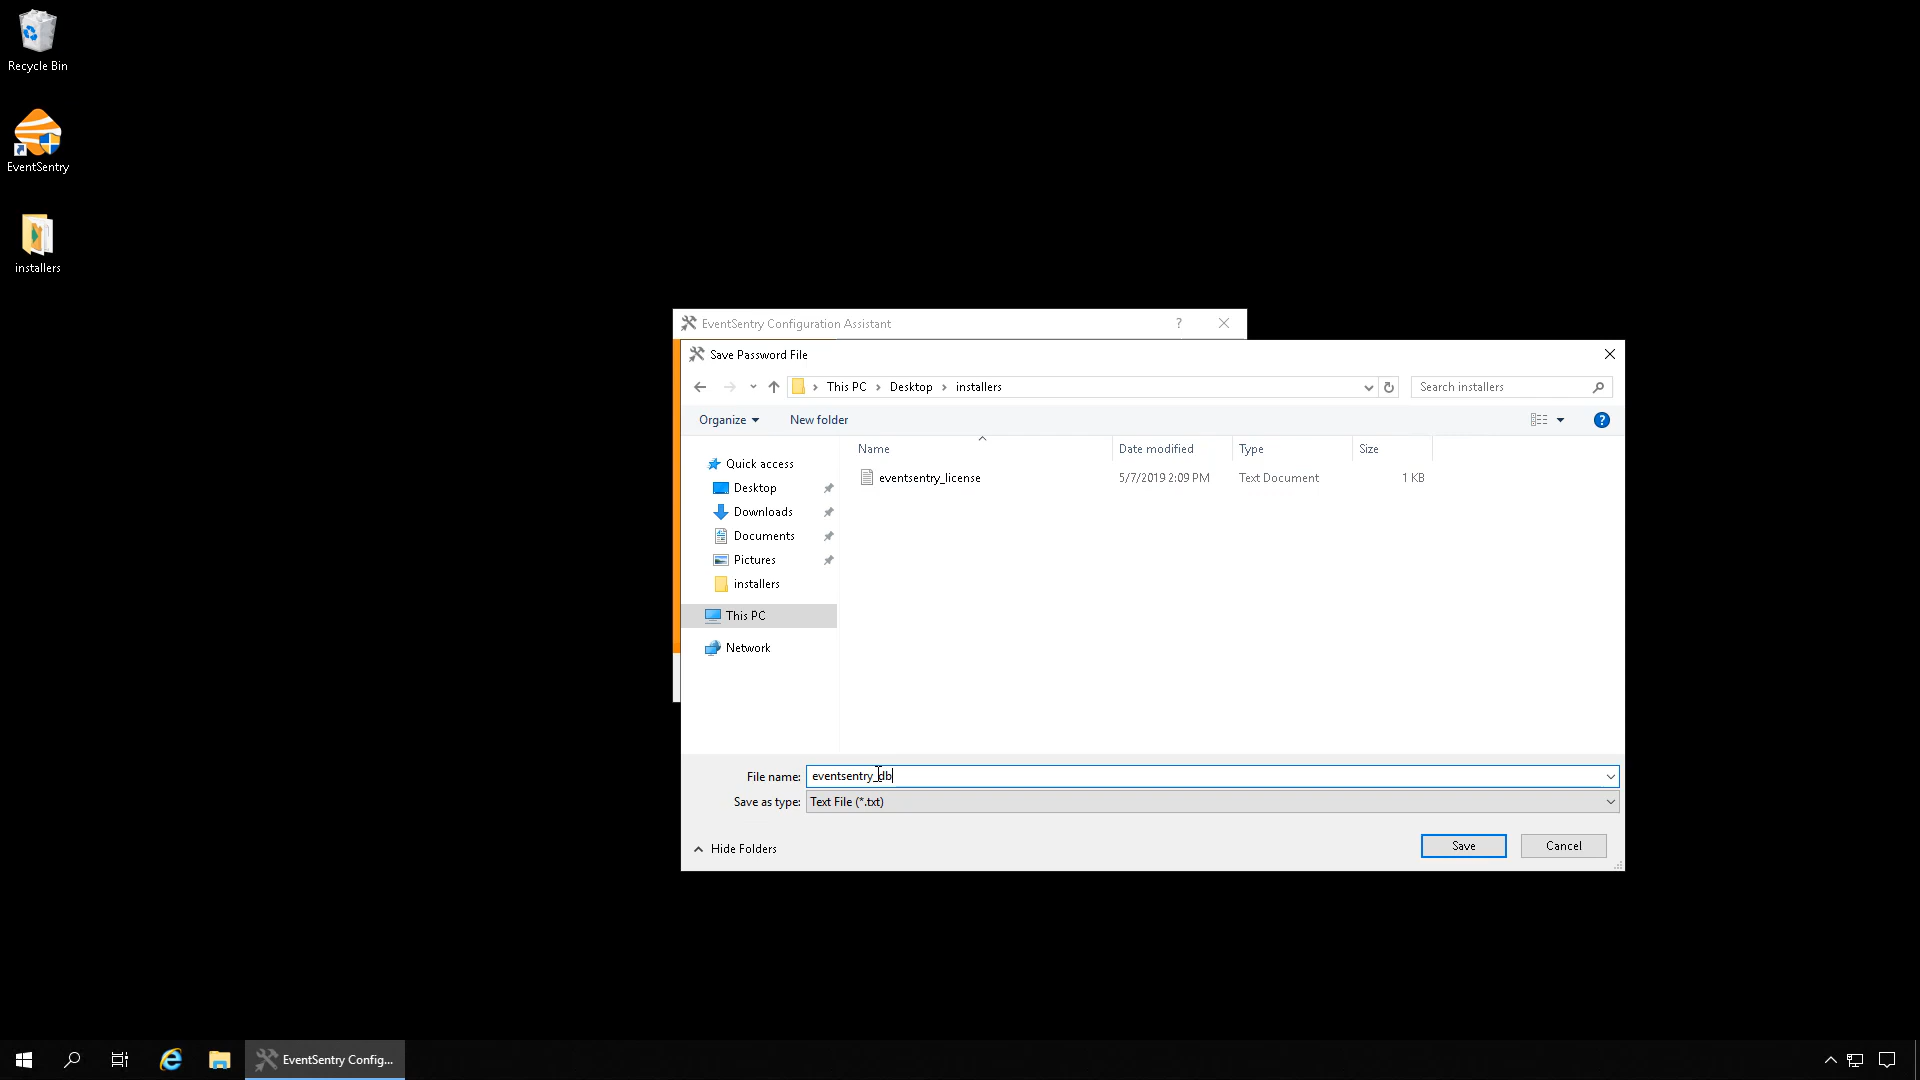 Recycle Bin
EventSentry
installers
EventSentry Configuration Assistant
?
Save Password File
This PC
Desktop
installers
Search installers
Organize
New folder
?
Name
Date modified
Type
Size
Quick access
Desktop
Downloads
Documents
Pictures
installers
This PC
Network
eventsentry_license
5/7/2019 2:09 PM
Text Document
1 KB
File name:
eventsentry_db
Save as type:
Text File (*.txt)
Hide Folders
Save
Cancel
EventSentry Config...